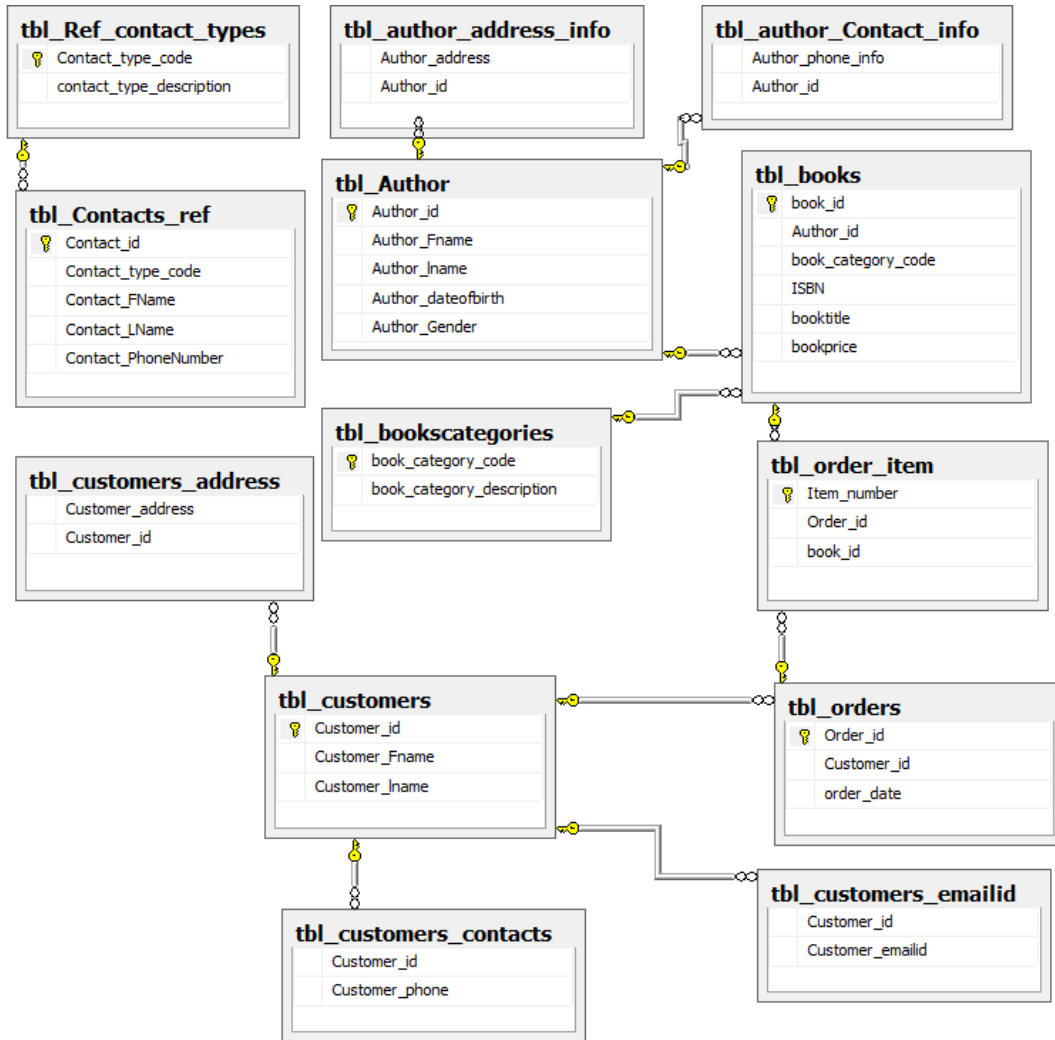 tbl_Ref_contact_types
Contact_type_code
contact_type_description
tbl_author_address_info
Author_address
Author_id
tbl_author_Contact_info
Author_phone_info
Author_id
tbl_Contacts_ref
Contact_id
Contact_type_code
Contact_FName
Contact_LName
Contact_PhoneNumber
tbl_Author
Author_id
Author_Fname
Author_lname
Author_dateofbirth
Author_Gender
tbl_books
book_id
Author_id
book_category_code
ISBN
booktitle
bookprice
tbl_bookscategories
book_category_code
book_category_description
tbl_customers_address
Customer_address
Customer_id
tbl_order_item
Item_number
Order_id
book_id
tbl_customers
Customer_id
Customer_Fname
Customer_lname
tbl_orders
Order_id
Customer_id
order_date
tbl_customers_contacts
Customer_id
Customer_phone
tbl_customers_emailid
Customer_id
Customer_emailid